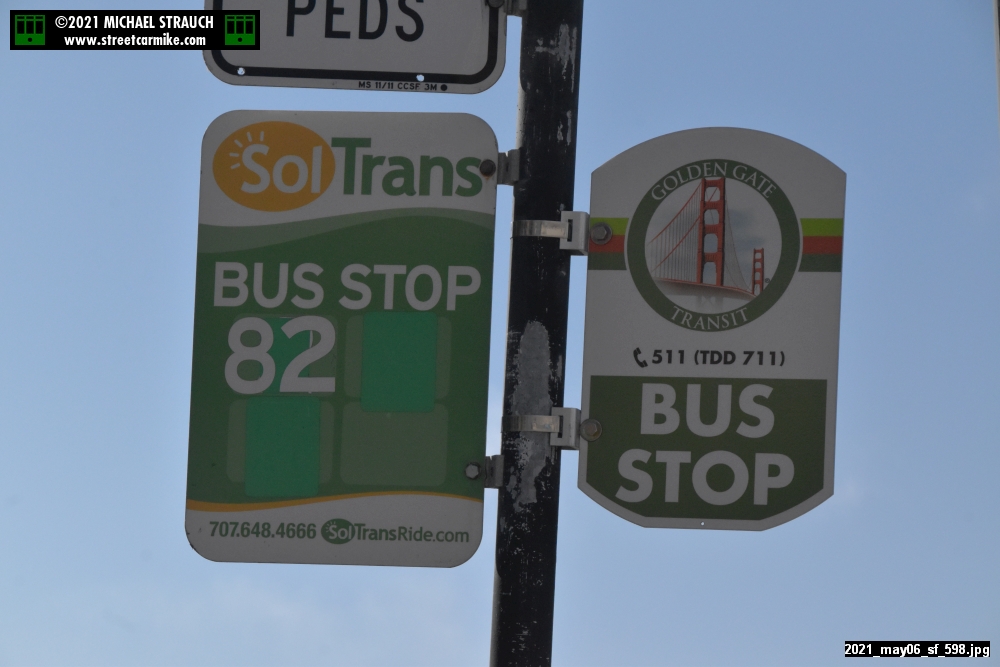 ©2021 MICHAEL STRAUCH
www.streetcarmike.com
PEDS
MS 11/11 CCSF 3M
SolTrans
BUS STOP
82
707.648.4666 SolTransRide.com
GOLDEN GATE
TRANSIT
511 (TDD 711)
BUS
STOP
2021_may06_sf_598.jpg